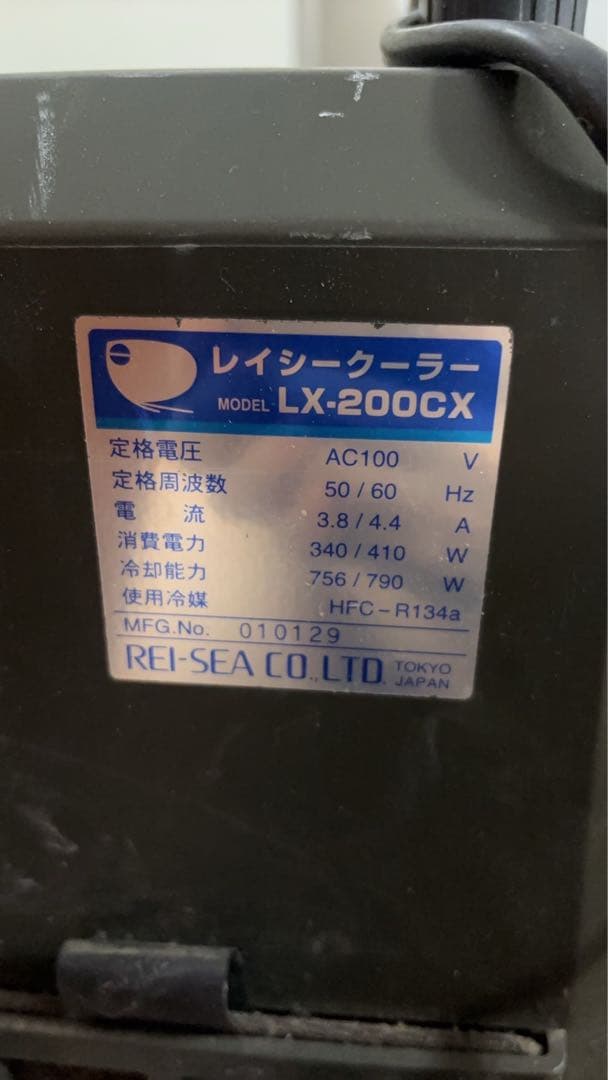 レイシークーラー
MODEL LX-200CX
定格電圧 AC100 V
定格周波数 50 / 60 Hz
電 流 3.8 / 4.4 A
消費電力 340 / 410 W
冷却能力 756 / 790 W
使用冷媒 HFC-R134a
MFG.No. 010129
REI-SEA CO.,LTD. TOKYO JAPAN